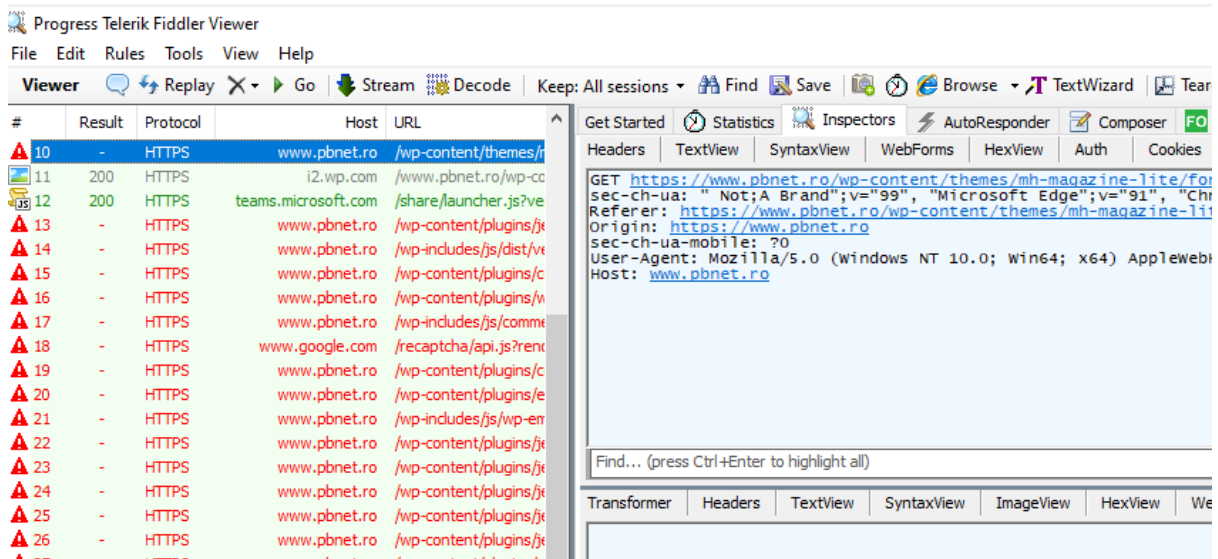 Progress Telerik Fiddler Viewer
File Edit Rules Tools View Help
Viewer Replay Go Stream Decode Keep: All sessions Find Save Browse TextWizard Tear
# Result Protocol Host URL
10 - HTTPS www.pbnet.ro /wp-content/themes/
11 200 HTTPS i2.wp.com /www.pbnet.ro/wp-co
JS 12 200 HTTPS teams.microsoft.com /share/launcher.js?ve
13 - HTTPS www.pbnet.ro /wp-content/plugins/je
14 - HTTPS www.pbnet.ro /wp-includes/js/dist/ve
15 - HTTPS www.pbnet.ro /wp-content/plugins/c
16 - HTTPS www.pbnet.ro /wp-content/plugins/w
17 - HTTPS www.pbnet.ro /wp-includes/js/comme
18 - HTTPS www.google.com /recaptcha/api.js?rend
19 - HTTPS www.pbnet.ro /wp-content/plugins/c
20 - HTTPS www.pbnet.ro /wp-content/plugins/e
21 - HTTPS www.pbnet.ro /wp-includes/js/wp-em
22 - HTTPS www.pbnet.ro /wp-content/plugins/je
23 - HTTPS www.pbnet.ro /wp-content/plugins/je
24 - HTTPS www.pbnet.ro /wp-content/plugins/je
25 - HTTPS www.pbnet.ro /wp-content/plugins/je
26 - HTTPS www.pbnet.ro /wp-content/plugins/je
Get Started Statistics Inspectors AutoResponder Composer FO
Headers TextView SyntaxView WebForms HexView Auth Cookies
GET https://www.pbnet.ro/wp-content/themes/mh-magazine-lite/for
sec-ch-ua: " Not;A Brand";v="99", "Microsoft Edge";v="91", "Chr
Referer: https://www.pbnet.ro/wp-content/themes/mh-magazine-lit
Origin: https://www.pbnet.ro
sec-ch-ua-mobile: ?0
User-Agent: Mozilla/5.0 (Windows NT 10.0; Win64; x64) AppleWebK
Host: www.pbnet.ro
Find... (press Ctrl+Enter to highlight all)
Transformer Headers TextView SyntaxView ImageView HexView We